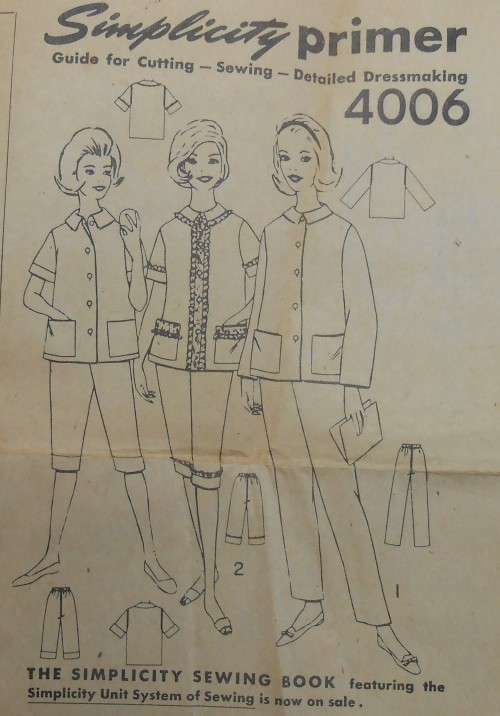 Simplicity primer
Guide for Cutting — Sewing — Detailed Dressmaking
4006
2
1
THE SIMPLICITY SEWING BOOK featuring the
Simplicity Unit System of Sewing is now on sale.